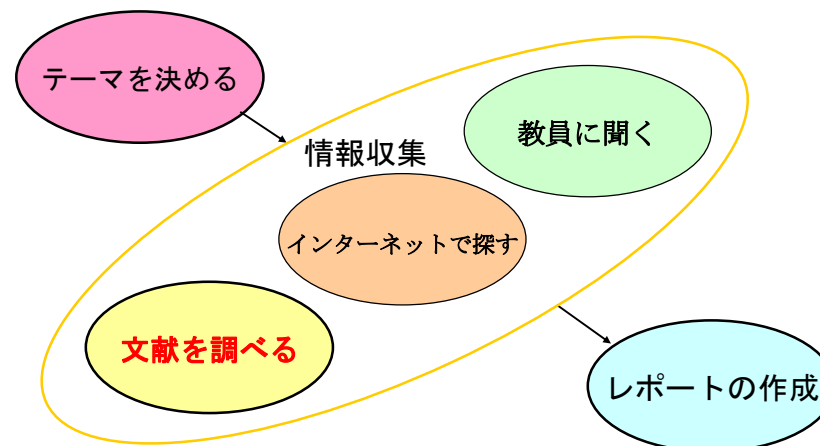 テーマを決める
情報収集
教員に聞く
インターネットで探す
文献を調べる
レポートの作成